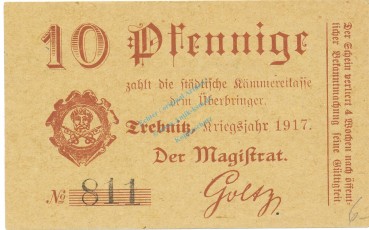 10 Pfennige
zahlt die städtische Kämmereikasse
dem Überbringer.
Trebnitz, Kriegsjahr 1917.
Der Magistrat.
No 811
Goltz
Der Schein verliert 4 Wochen nach öffent-
licher Bekanntmachung seine Gültigkeit.